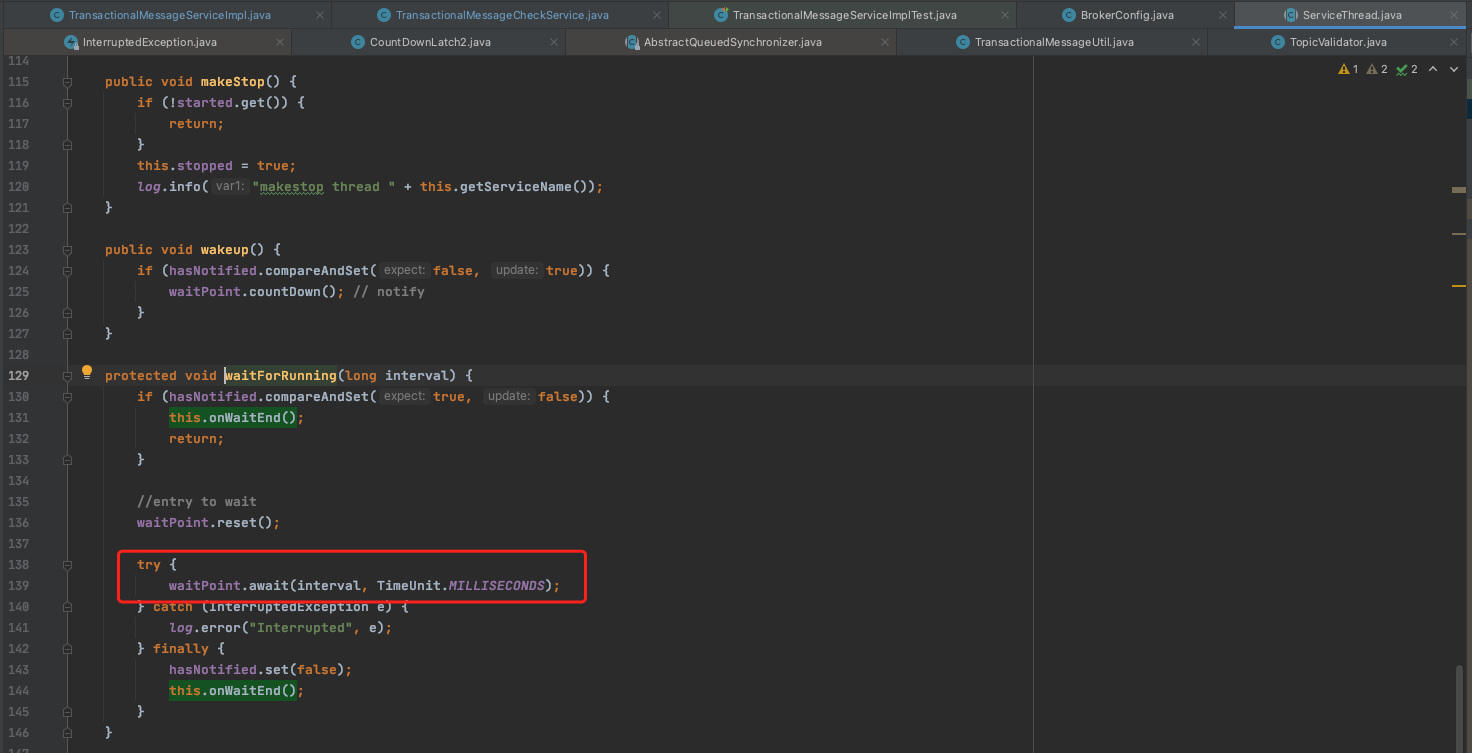 TransactionalMessageServiceImpl.java TransactionalMessageCheckService.java TransactionalMessageServiceImplTest.java BrokerConfig.java ServiceThread.java
InterruptedException.java CountDownLatch2.java AbstractQueuedSynchronizer.java TransactionalMessageUtil.java TopicValidator.java
114 1 2 2
115 public void makeStop() {
116 if (!started.get()) {
117 return;
118 }
119 this.stopped = true;
120 log.info( var1: "makestop thread " + this.getServiceName());
121 }
122
123 public void wakeup() {
124 if (hasNotified.compareAndSet( expect: false, update: true)) {
125 waitPoint.countDown(); // notify
126 }
127 }
128
129 protected void waitForRunning(long interval) {
130 if (hasNotified.compareAndSet( expect: true, update: false)) {
131 this.onWaitEnd();
132 return;
133 }
134
135 //entry to wait
136 waitPoint.reset();
137
138 try {
139 waitPoint.await(interval, TimeUnit.MILLISECONDS);
140 } catch (InterruptedException e) {
141 log.error("Interrupted", e);
142 } finally {
143 hasNotified.set(false);
144 this.onWaitEnd();
145 }
146 }
147